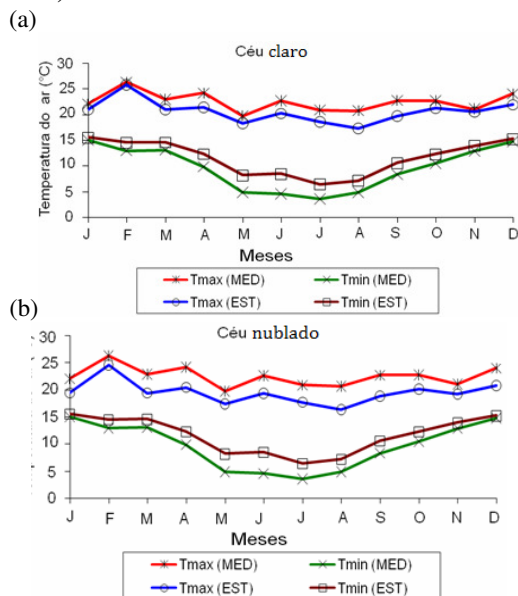 (a)
Céu claro
Temperatura do ar (°C)
30
25
20
15
10
5
0
J F M A M J J A S O N D
Meses
Tmax (MED) Tmin (MED)
Tmax (EST) Tmin (EST)
(b)
Céu nublado
30
25
20
15
10
5
0
J F M A M J J A S O N D
Meses
Tmax (MED) Tmin (MED)
Tmax (EST) Tmin (EST)